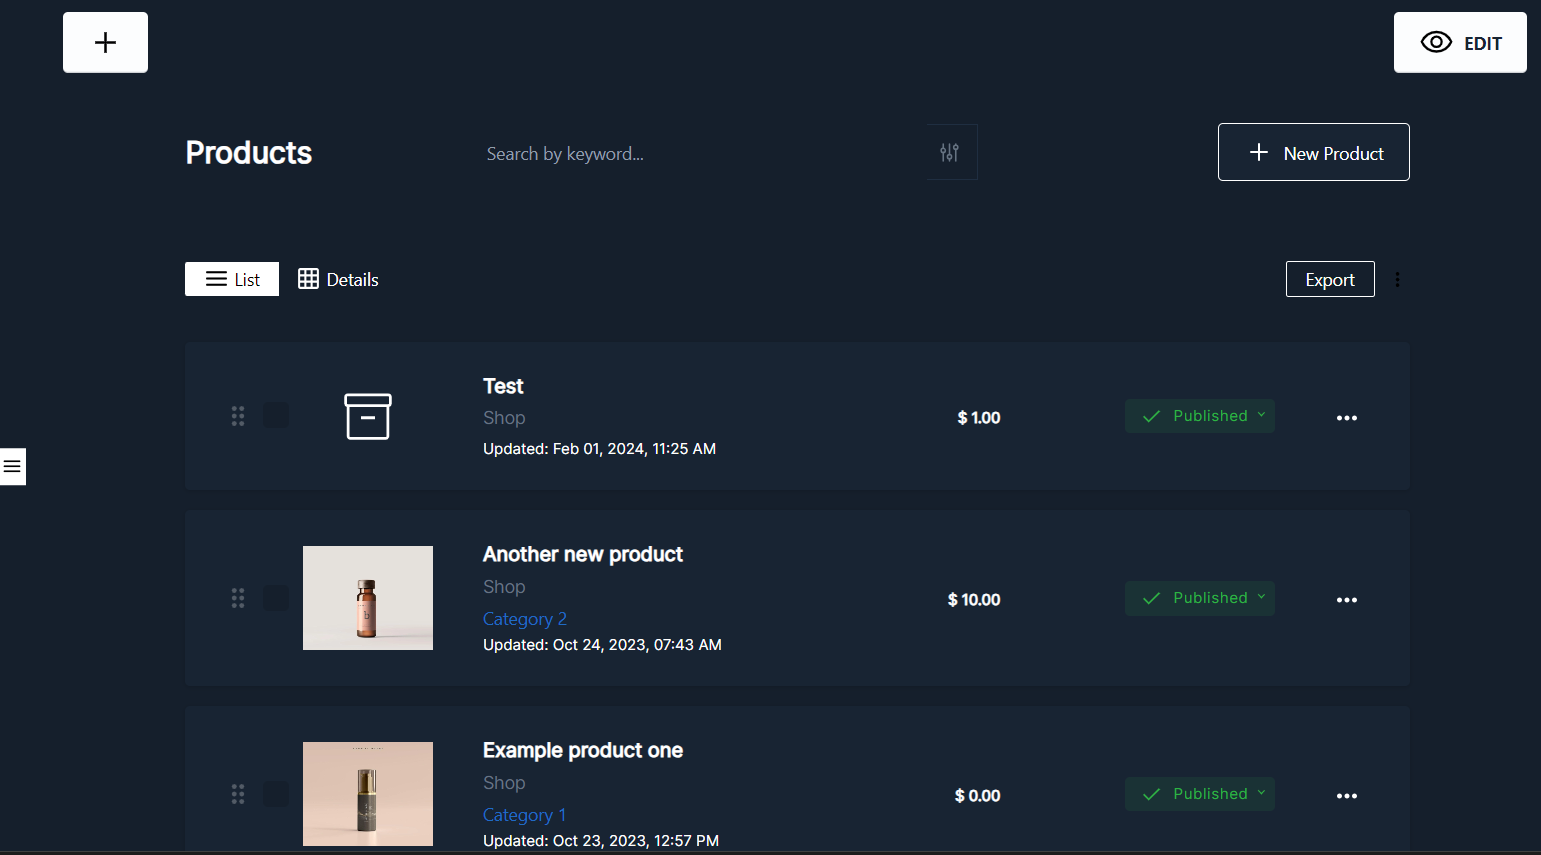 EDIT
Products
Search by keyword...
New Product
List
Details
Export
Test
Shop
Updated: Feb 01, 2024, 11:25 AM
$ 1.00
Published
Another new product
Shop
Category 2
Updated: Oct 24, 2023, 07:43 AM
$ 10.00
Published
b
Example product one
Shop
Category 1
Updated: Oct 23, 2023, 12:57 PM
$ 0.00
Published